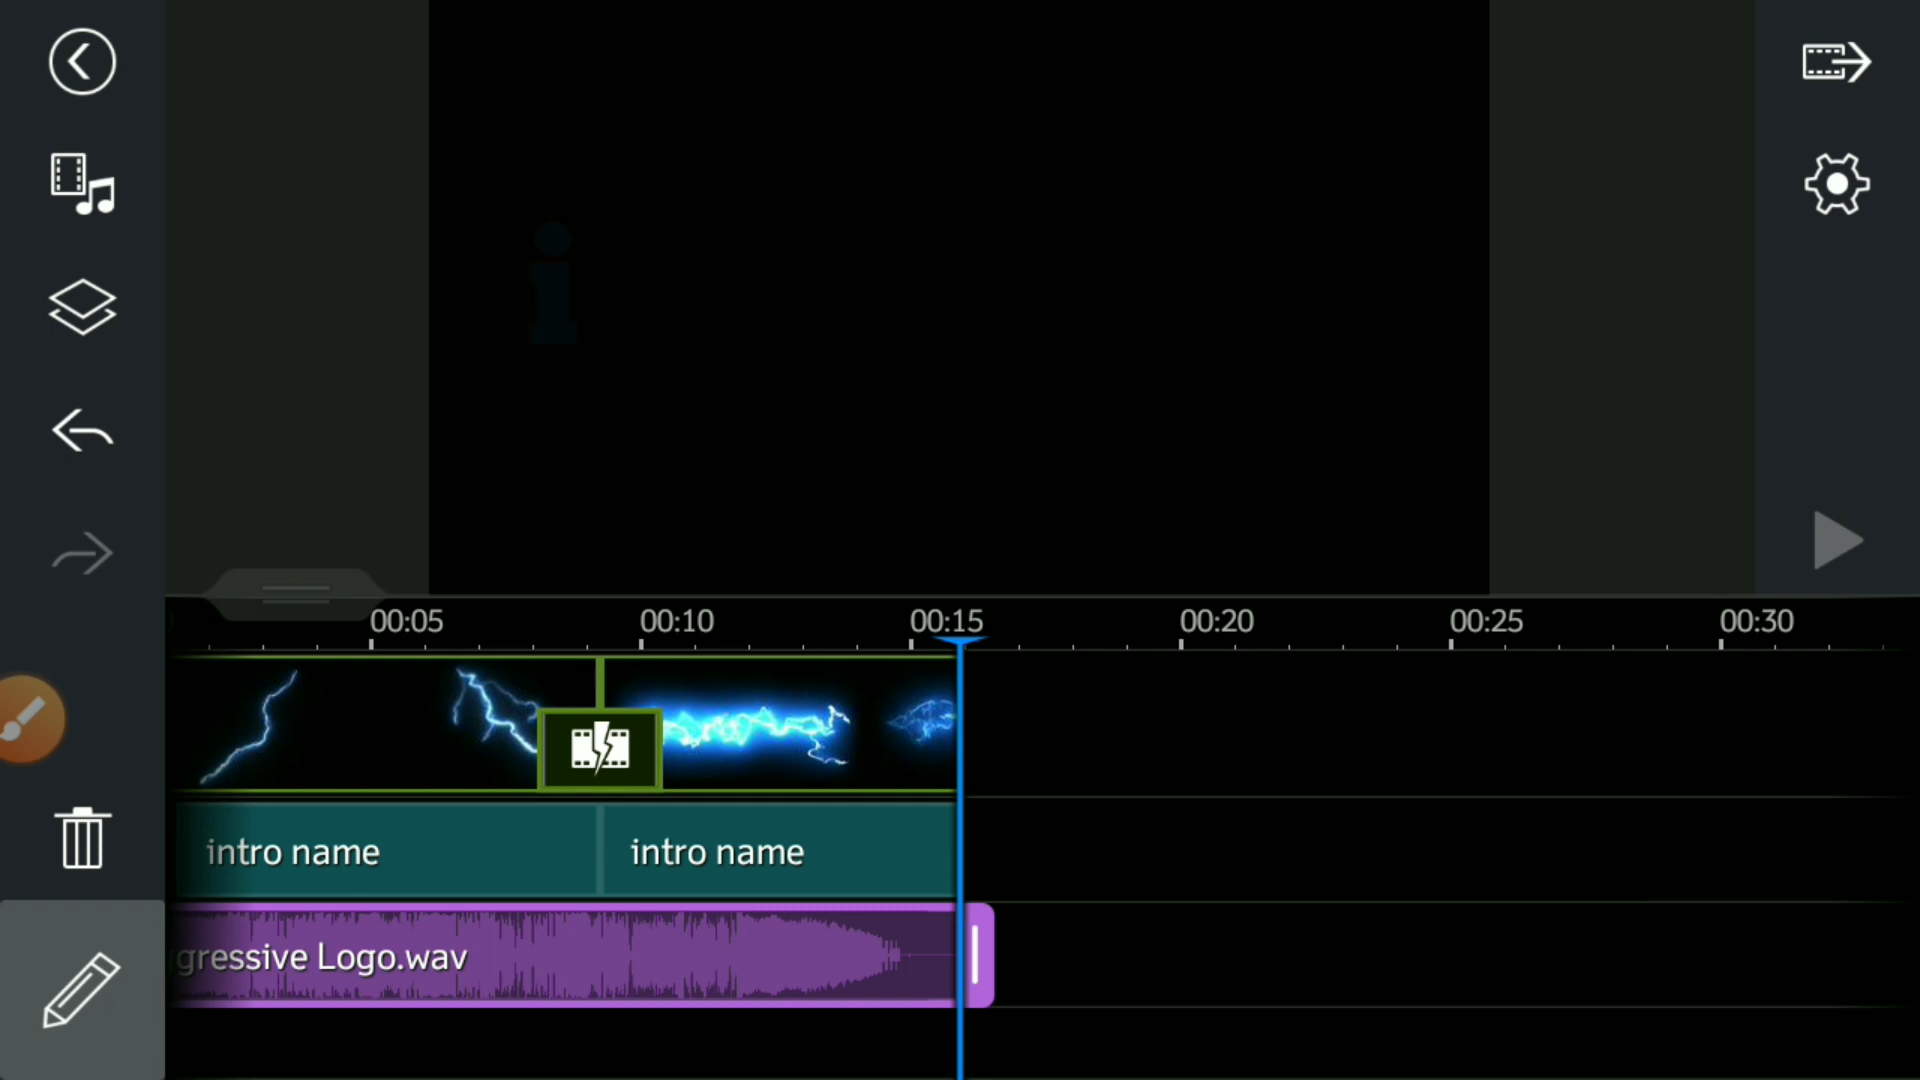 00:05 00:10 00:15 00:20 00:25 00:30
intro name intro name
gressive Logo.wav